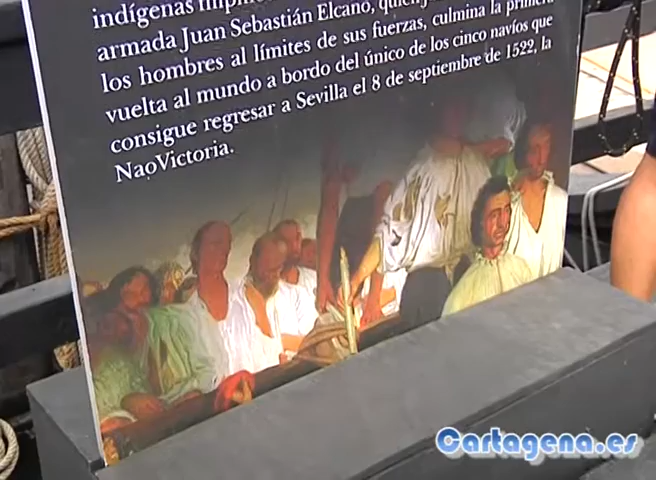 indígenas
armada Juan Sebastián Elcano,
los hombres al límites de sus fuerzas, culmina la primera
vuelta al mundo a bordo del único de los cinco navíos que
consigue regresar a Sevilla el 8 de septiembre de 1522, la
Nao Victoria.
Cartagena.es